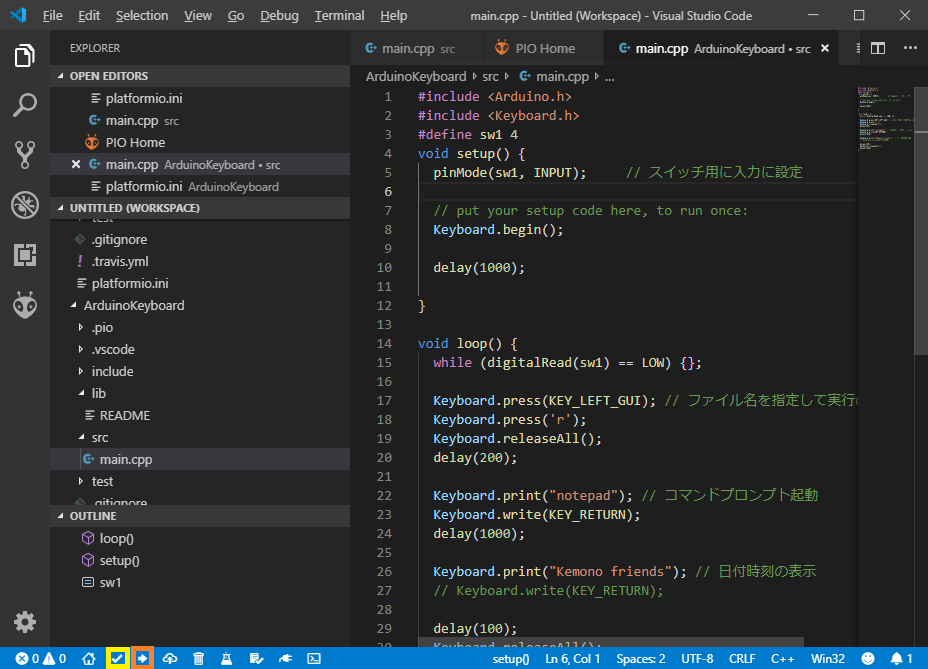 File Edit Selection View Go Debug Terminal Help main.cpp - Untitled (Workspace) - Visual Studio Code
EXPLORER
OPEN EDITORS
platformio.ini
main.cpp src
PIO Home
main.cpp ArduinoKeyboard • src
platformio.ini ArduinoKeyboard
UNTITLED (WORKSPACE)
test
.gitignore
.travis.yml
platformio.ini
ArduinoKeyboard
.pio
.vscode
include
lib
README
src
main.cpp
test
.gitignore
OUTLINE
loop()
setup()
sw1
main.cpp src PIO Home main.cpp ArduinoKeyboard • src
ArduinoKeyboard src main.cpp ...
1 #include <Arduino.h>
2 #include <Keyboard.h>
3 #define sw1 4
4 void setup() {
5 pinMode(sw1, INPUT); // スイッチ用に入力に設定
6
7 // put your setup code here, to run once:
8 Keyboard.begin();
9
10 delay(1000);
11
12 }
13
14 void loop() {
15 while (digitalRead(sw1) == LOW) {};
16
17 Keyboard.press(KEY_LEFT_GUI); // ファイル名を指定して実行の
18 Keyboard.press('r');
19 Keyboard.releaseAll();
20 delay(200);
21
22 Keyboard.print("notepad"); // コマンドプロンプト起動
23 Keyboard.write(KEY_RETURN);
24 delay(1000);
25
26 Keyboard.print("Kemono friends"); // 日付時刻の表示
27 // Keyboard.write(KEY_RETURN);
28
29 delay(100);
30 Keyboard.releaseAll();
0 0 setup() Ln 6, Col 1 Spaces: 2 UTF-8 CRLF C++ Win32 1